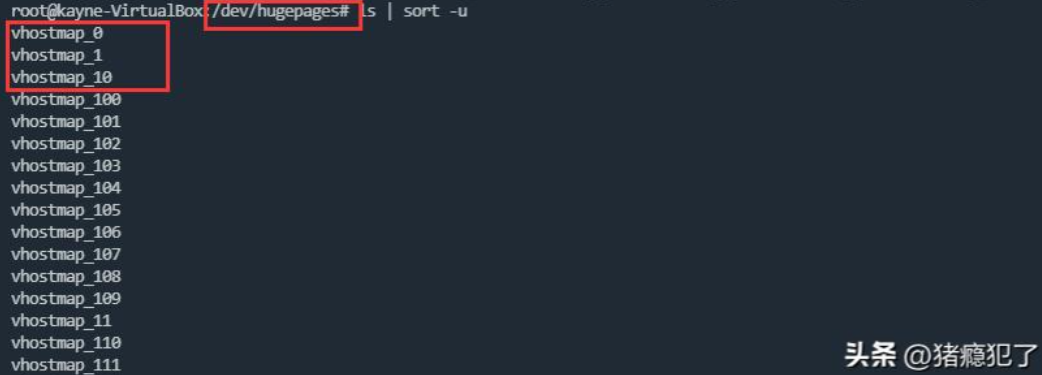 root@kayne-VirtualBox:/dev/hugepages# ls | sort -u
vhostmap_0
vhostmap_1
vhostmap_10
vhostmap_100
vhostmap_101
vhostmap_102
vhostmap_103
vhostmap_104
vhostmap_105
vhostmap_106
vhostmap_107
vhostmap_108
vhostmap_109
vhostmap_11
vhostmap_110
vhostmap_111
头条 @猪瘾犯了